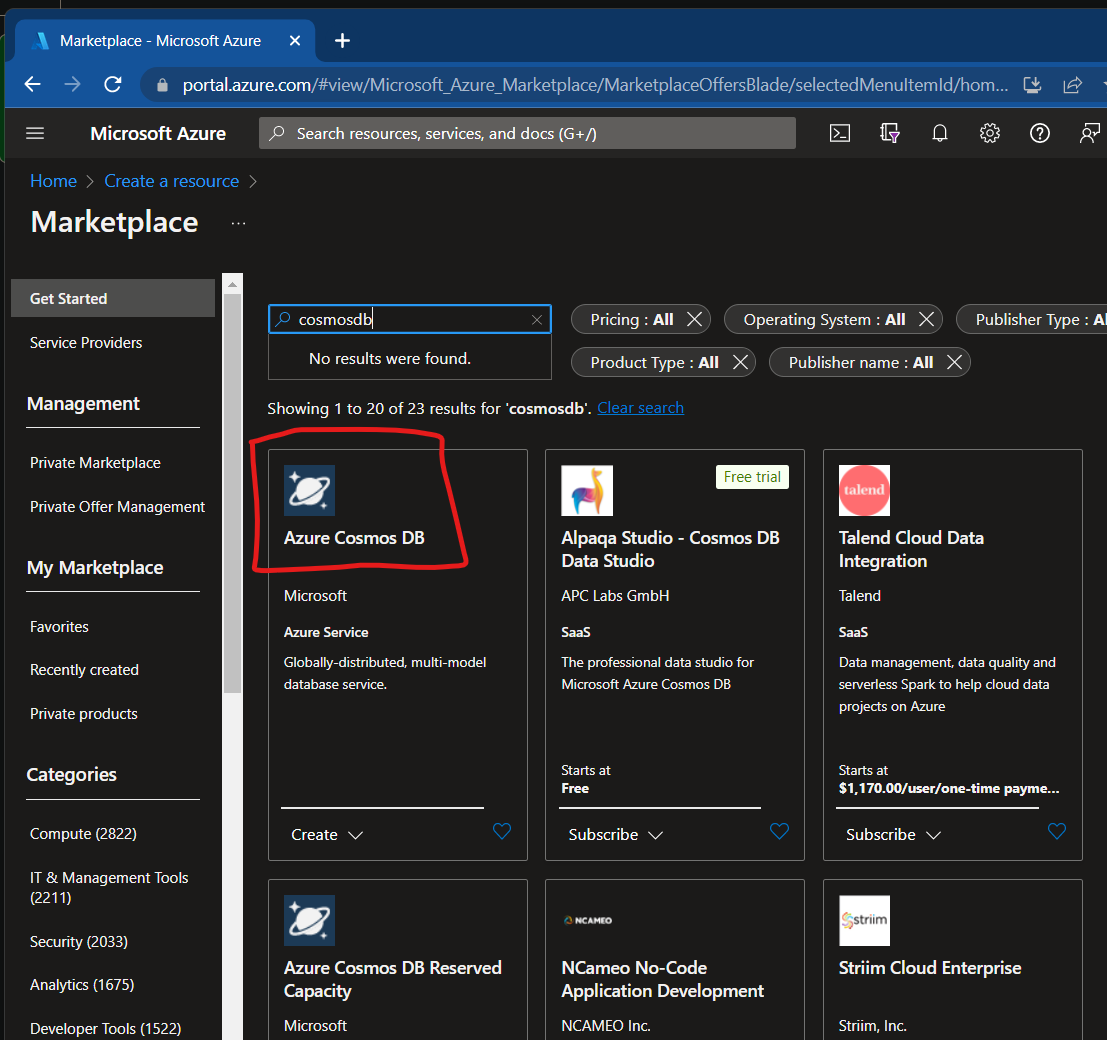 Marketplace - Microsoft Azure
portal.azure.com/#view/Microsoft_Azure_Marketplace/MarketplaceOffersBlade/selectedMenuItemId/hom...
Microsoft Azure
Search resources, services, and docs (G+/)
Home > Create a resource >
Marketplace ...
Get Started
Service Providers
Management
Private Marketplace
Private Offer Management
My Marketplace
Favorites
Recently created
Private products
Categories
Compute (2822)
IT & Management Tools
(2211)
Security (2033)
Analytics (1675)
Developer Tools (1522)
cosmosdb
No results were found.
Pricing : All
Operating System : All
Publisher Type : Al
Product Type : All
Publisher name : All
Showing 1 to 20 of 23 results for 'cosmosdb'. Clear search
Azure Cosmos DB
Microsoft
Azure Service
Globally-distributed, multi-model
database service.
Create
Free trial
Alpaqa Studio - Cosmos DB
Data Studio
APC Labs GmbH
SaaS
The professional data studio for
Microsoft Azure Cosmos DB
Starts at
Free
Subscribe
talend
Talend Cloud Data
Integration
Talend
SaaS
Data management, data quality and
serverless Spark to help cloud data
projects on Azure
Starts at
$1,170.00/user/one-time payme...
Subscribe
Azure Cosmos DB Reserved
Capacity
Microsoft
NCAMEO
NCameo No-Code
Application Development
NCAMEO Inc.
striim
Striim Cloud Enterprise
Striim, Inc.